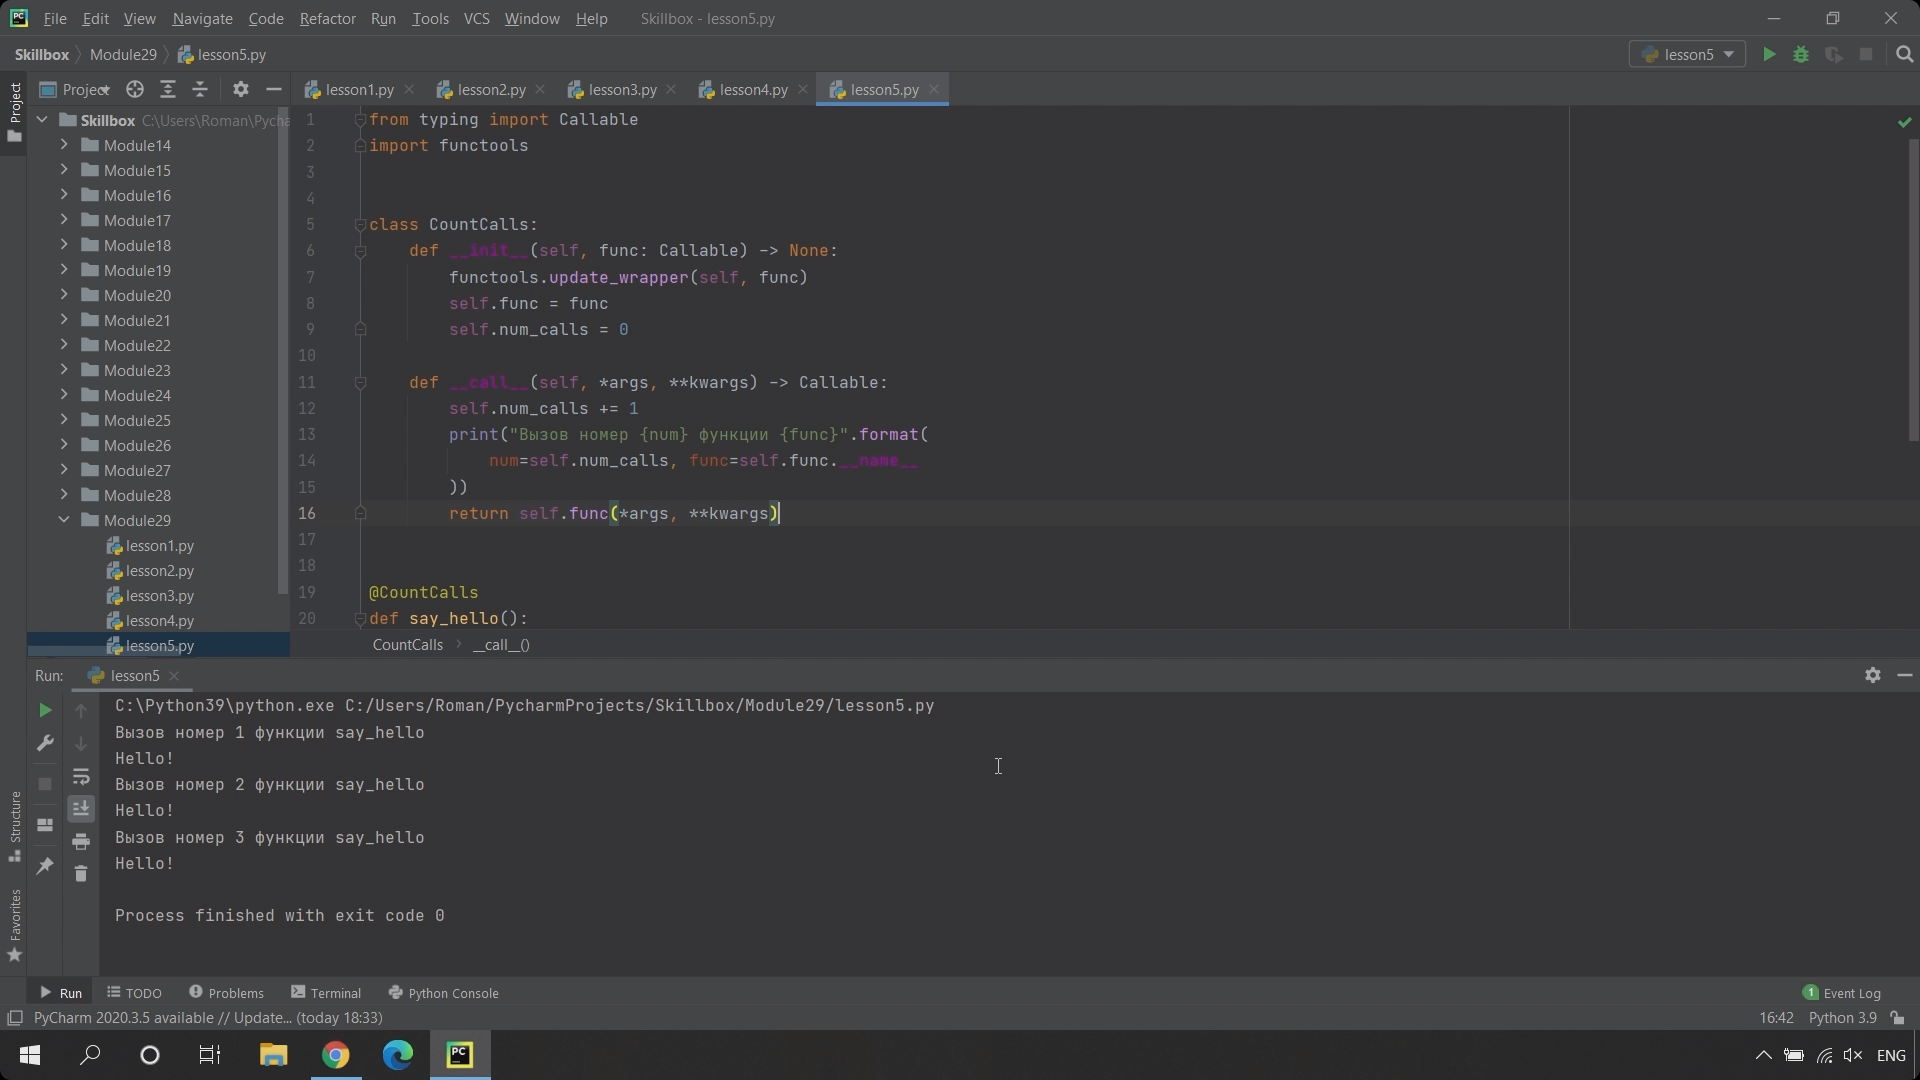 File Edit View Navigate Code Refactor Run Tools VCS Window Help Skillbox - lesson5.py
Skillbox Module29 lesson5.py lesson5
Project lesson1.py lesson2.py lesson3.py lesson4.py lesson5.py
Project
Skillbox C:\Users\Roman\Pycha
Module14
Module15
Module16
Module17
Module18
Module19
Module20
Module21
Module22
Module23
Module24
Module25
Module26
Module27
Module28
Module29
lesson1.py
lesson2.py
lesson3.py
lesson4.py
lesson5.py
1 from typing import Callable
2 import functools
3
4
5 class CountCalls:
6     def __init__(self, func: Callable) -> None:
7         functools.update_wrapper(self, func)
8         self.func = func
9         self.num_calls = 0
10
11     def __call__(self, *args, **kwargs) -> Callable:
12         self.num_calls += 1
13         print("Вызов номер {num} функции {func}".format(
14             num=self.num_calls, func=self.func.__name__
15         ))
16         return self.func(*args, **kwargs)
17
18
19 @CountCalls
20 def say_hello():
CountCalls __call__()
Run: lesson5
C:\Python39\python.exe C:/Users/Roman/PycharmProjects/Skillbox/Module29/lesson5.py
Вызов номер 1 функции say_hello
Hello!
Вызов номер 2 функции say_hello
Hello!
Вызов номер 3 функции say_hello
Hello!
Process finished with exit code 0
Structure
Favorites
Run TODO Problems Terminal Python Console 1 Event Log
PyCharm 2020.3.5 available // Update... (today 18:33) 16:42 Python 3.9
PC ENG